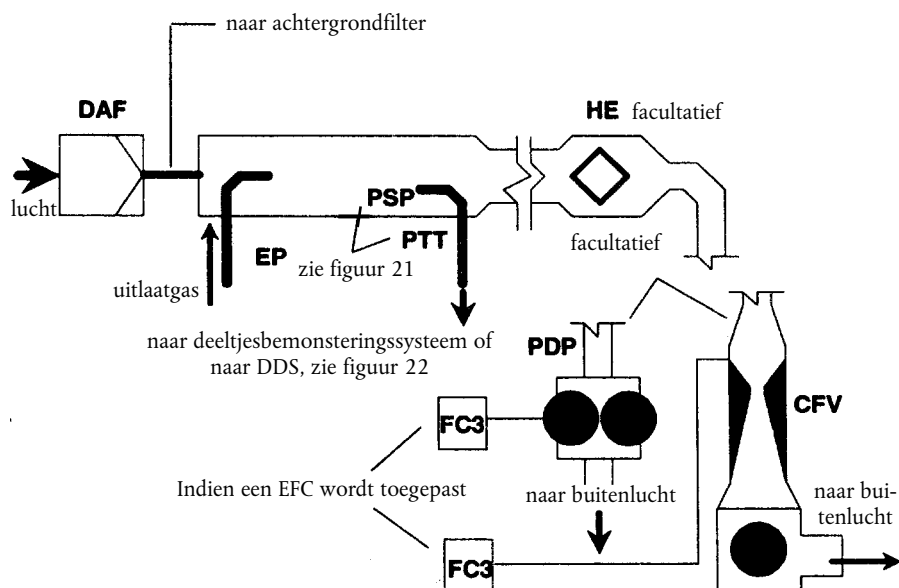 naar achtergrondfilter
DAF
HE facultatief
lucht
PSP
facultatief
EP
PTT
zie figuur 21
uitlaatgas
naar deeltjesbemonsteringssysteem of
naar DDS, zie figuur 22
PDP
CFV
FC3
Indien een EFC wordt toegepast
naar buitenlucht
naar bui-
tenlucht
FC3